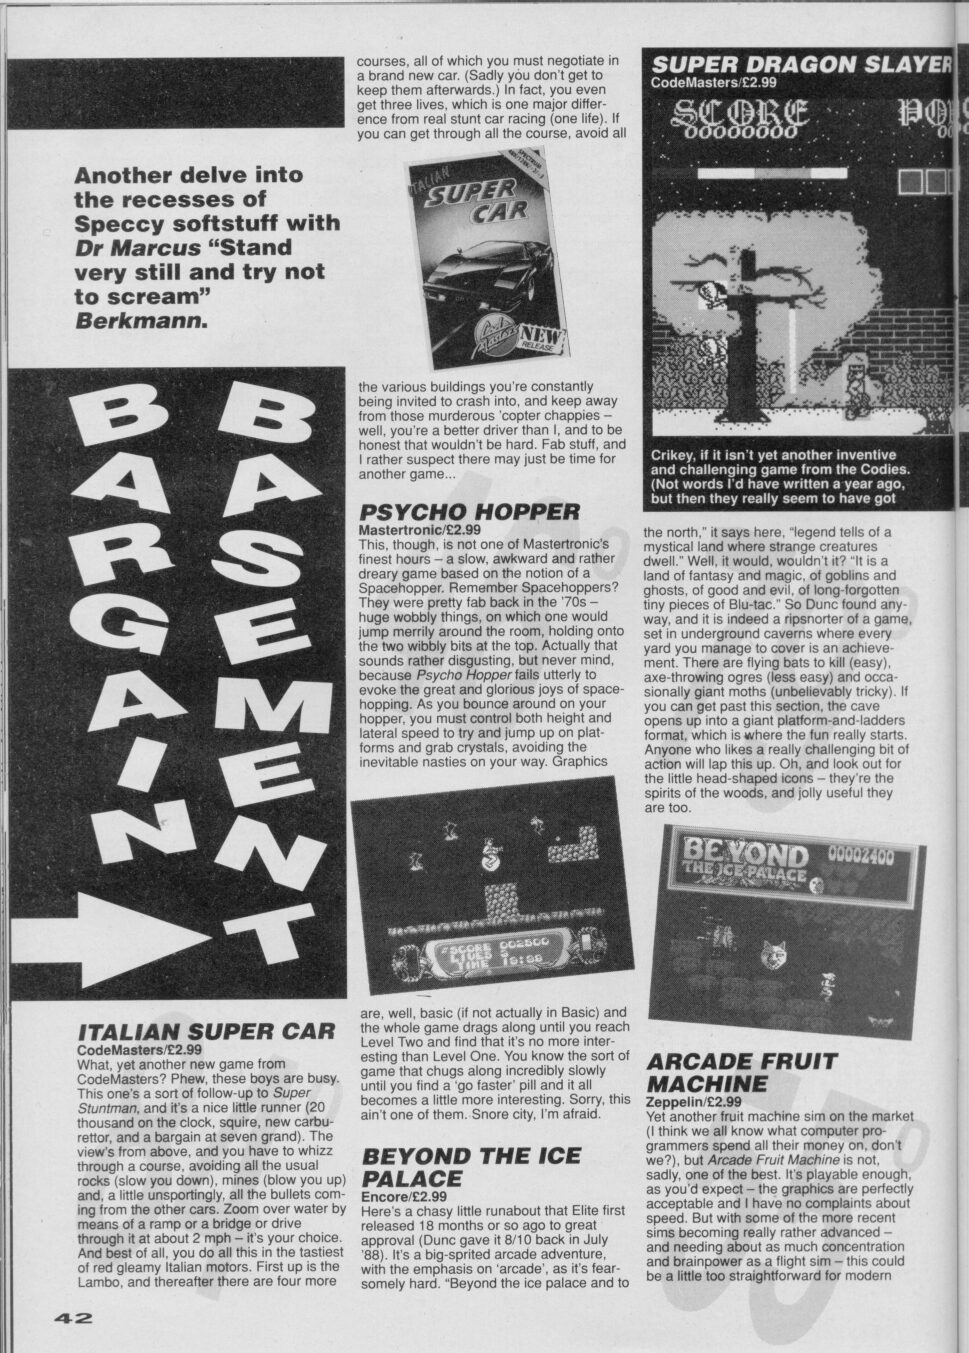 Another delve into
the recesses of
Speccy softstuff with
Dr Marcus “Stand
very still and try not
to scream”
Berkmann.
BARGAIN
BASEMENT
ITALIAN SUPER CAR
CodeMasters/£2.99
What, yet another new game from
CodeMasters? Phew, these boys are busy.
This one's a sort of follow-up to Super
Stuntman, and it's a nice little runner (20
thousand on the clock, squire, new carbu-
rettor, and a bargain at seven grand). The
view's from above, and you have to whizz
through a course, avoiding all the usual
rocks (slow you down), mines (blow you up)
and, a little unsportingly, all the bullets com-
ing from the other cars. Zoom over water by
means of a ramp or a bridge or drive
through it at about 2 mph – it's your choice.
And best of all, you do all this in the tastiest
of red gleamy Italian motors. First up is the
Lambo, and thereafter there are four more
42
courses, all of which you must negotiate in
a brand new car. (Sadly you don't get to
keep them afterwards.) In fact, you even
get three lives, which is one major differ-
ence from real stunt car racing (one life). If
you can get through all the course, avoid all
ITALIAN
SUPER
CAR
SPECTRUM
Code
Masters
NEW
RELEASE
the various buildings you're constantly
being invited to crash into, and keep away
from those murderous 'copter chappies –
well, you're a better driver than I, and to be
honest that wouldn't be hard. Fab stuff, and
I rather suspect there may just be time for
another game...
PSYCHO HOPPER
Mastertronic/£2.99
This, though, is not one of Mastertronic's
finest hours – a slow, awkward and rather
dreary game based on the notion of a
Spacehopper. Remember Spacehoppers?
They were pretty fab back in the '70s –
huge wobbly things, on which one would
jump merrily around the room, holding onto
the two wibbly bits at the top. Actually that
sounds rather disgusting, but never mind,
because Psycho Hopper fails utterly to
evoke the great and glorious joys of space-
hopping. As you bounce around on your
hopper, you must control both height and
lateral speed to try and jump up on plat-
forms and grab crystals, avoiding the
inevitable nasties on your way. Graphics
SCORE 002500
LIVES
TIME
are, well, basic (if not actually in Basic) and
the whole game drags along until you reach
Level Two and find that it's no more inter-
esting than Level One. You know the sort of
game that chugs along incredibly slowly
until you find a 'go faster' pill and it all
becomes a little more interesting. Sorry, this
ain't one of them. Snore city, I'm afraid.
BEYOND THE ICE
PALACE
Encore/£2.99
Here's a chasy little runabout that Elite first
released 18 months or so ago to great
approval (Dunc gave it 8/10 back in July
'88). It's a big-sprited arcade adventure,
with the emphasis on 'arcade', as it's fear-
somely hard. “Beyond the ice palace and to
SUPER DRAGON SLAYER
CodeMasters/£2.99
SCORE
00000000
Crikey, if it isn't yet another inventive
and challenging game from the Codies.
(Not words I'd have written a year ago,
but then they really seem to have got
the north,” it says here, “legend tells of a
mystical land where strange creatures
dwell.” Well, it would, wouldn't it? “It is a
land of fantasy and magic, of goblins and
ghosts, of good and evil, of long-forgotten
tiny pieces of Blu-tac.” So Dunc found any-
way, and it is indeed a ripsnorter of a game,
set in underground caverns where every
yard you manage to cover is an achieve-
ment. There are flying bats to kill (easy),
axe-throwing ogres (less easy) and occa-
sionally giant moths (unbelievably tricky). If
you can get past this section, the cave
opens up into a giant platform-and-ladders
format, which is where the fun really starts.
Anyone who likes a really challenging bit of
action will lap this up. Oh, and look out for
the little head-shaped icons – they're the
spirits of the woods, and jolly useful they
are too.
BEYOND 00002400
THE ICE PALACE
ARCADE FRUIT
MACHINE
Zeppelin/£2.99
Yet another fruit machine sim on the market
(I think we all know what computer pro-
grammers spend all their money on, don't
we?), but Arcade Fruit Machine is not,
sadly, one of the best. It's playable enough,
as you'd expect – the graphics are perfectly
acceptable and I have no complaints about
speed. But with some of the more recent
sims becoming really rather advanced –
and needing about as much concentration
and brainpower as a flight sim – this could
be a little too straightforward for modern